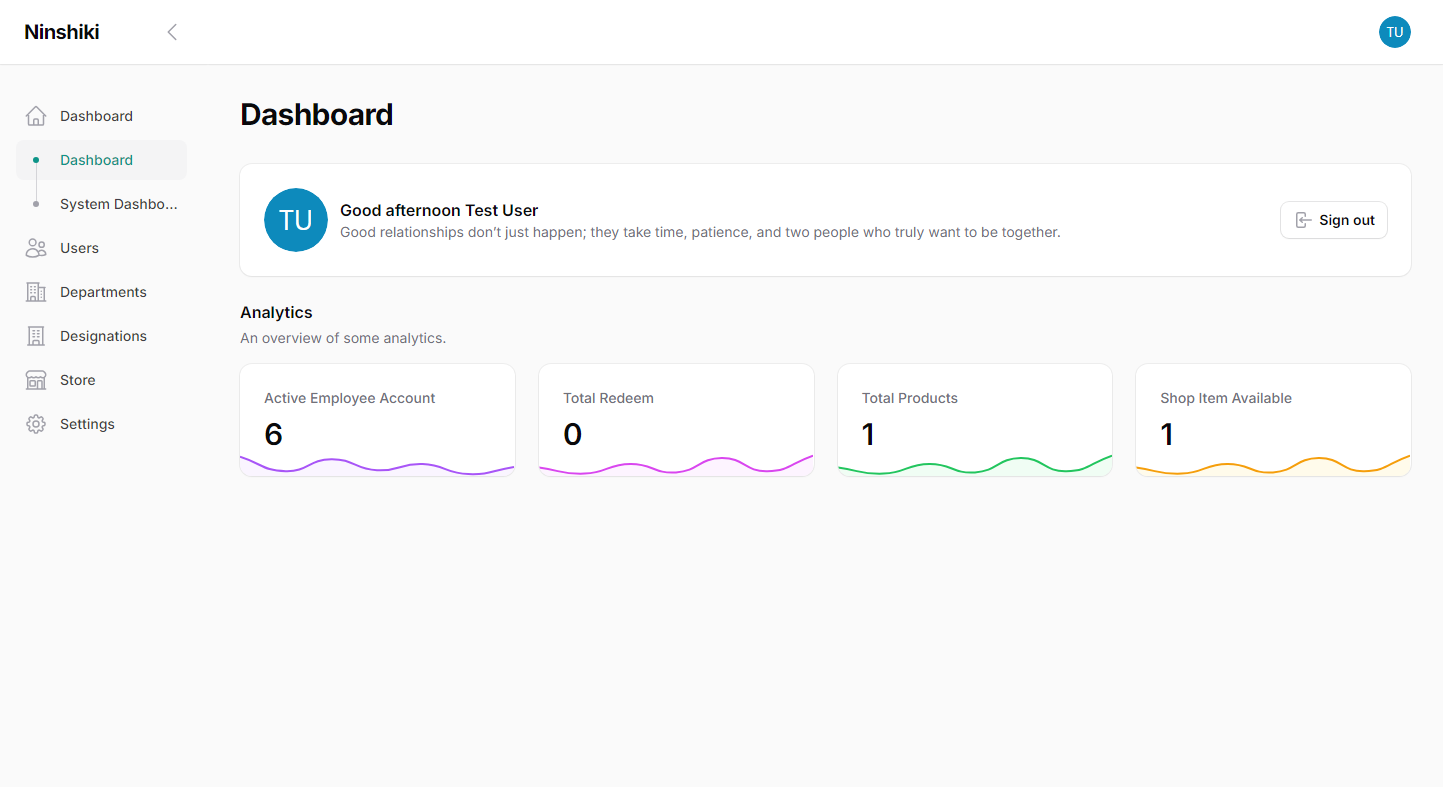 Ninshiki
TU
Dashboard
Dashboard
System Dashbo...
Users
Departments
Designations
Store
Settings
Dashboard
TU
Good afternoon Test User
Good relationships don’t just happen; they take time, patience, and two people who truly want to be together.
Sign out
Analytics
An overview of some analytics.
Active Employee Account
6
Total Redeem
0
Total Products
1
Shop Item Available
1